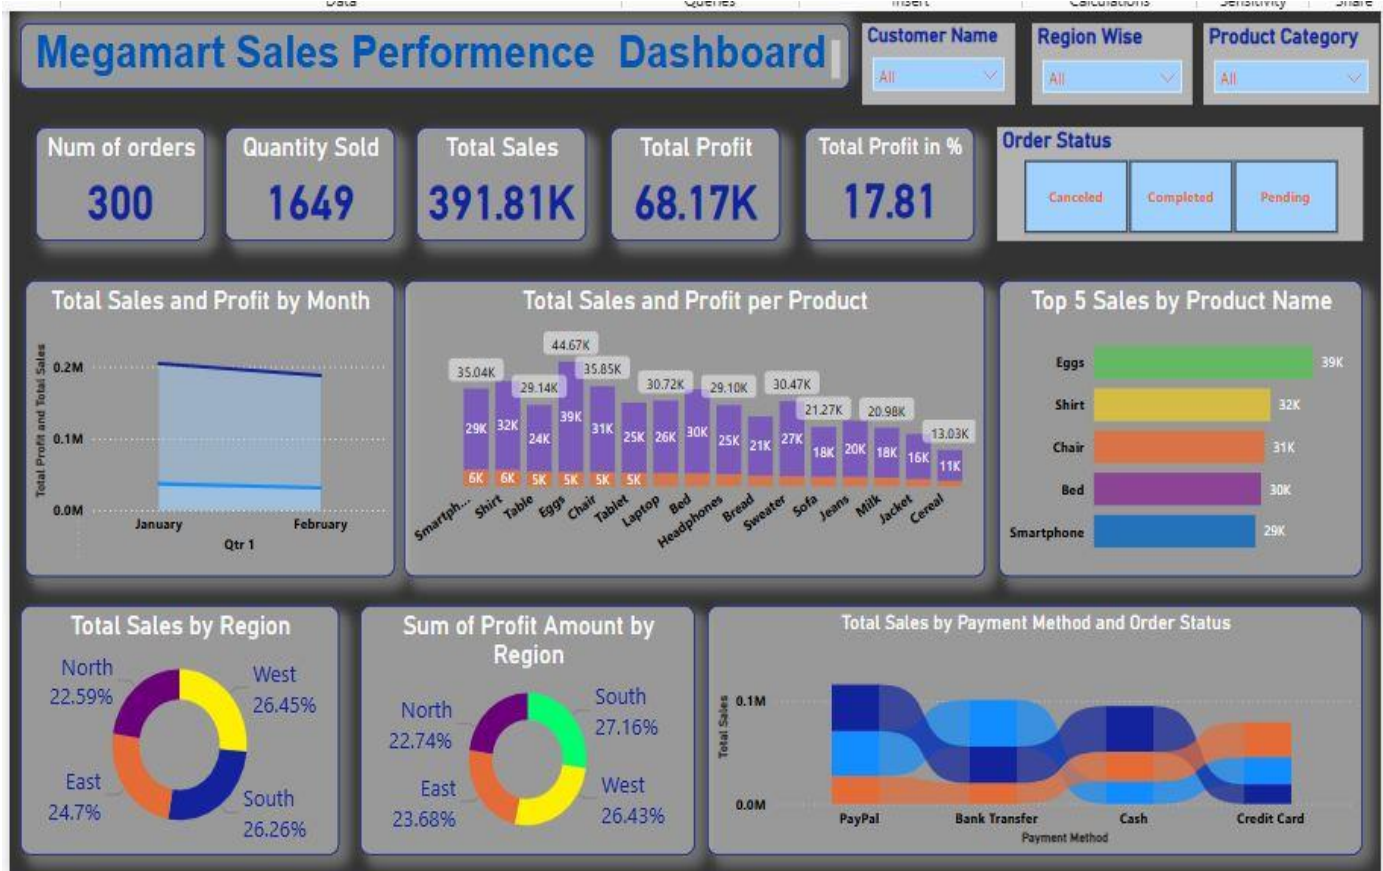 Data Queries Insert Calculations Sensitivity Share
Megamart Sales Performence Dashboard
Customer Name
All
Region Wise
All
Product Category
All
Num of orders
300
Quantity Sold
1649
Total Sales
391.81K
Total Profit
68.17K
Total Profit in %
17.81
Order Status
Canceled Completed Pending
Total Sales and Profit by Month
Total Profit and Total Sales
0.2M
0.1M
0.0M
January February
Qtr 1
Total Sales and Profit per Product
44.67K
35.04K 29.14K 35.85K 30.72K 29.10K 30.47K 21.27K 20.98K 13.03K
29K 32K 24K 39K 31K 25K 26K 30K 25K 21K 27K 18K 20K 18K 16K 11K
6K 6K 5K 5K 5K 5K
Smartph... Shirt Table Eggs Chair Tablet Laptop Bed Headphones Bread Sweater Sofa Jeans Milk Jacket Cereal
Top 5 Sales by Product Name
Eggs 39K
Shirt 32K
Chair 31K
Bed 30K
Smartphone 29K
Total Sales by Region
North
22.59%
West
26.45%
East
24.7%
South
26.26%
Sum of Profit Amount by
Region
North
22.74%
South
27.16%
East
23.68%
West
26.43%
Total Sales by Payment Method and Order Status
Total Sales
0.1M
0.0M
PayPal Bank Transfer Cash Credit Card
Payment Method